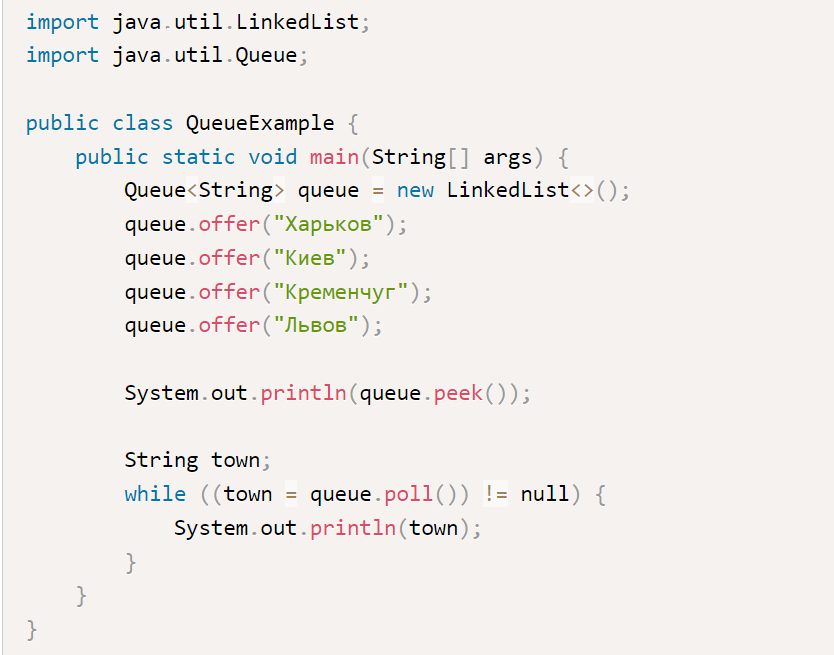 import java.util.LinkedList;
import java.util.Queue;
public class QueueExample {
public static void main(String[] args) {
Queue<String> queue = new LinkedList<>();
queue.offer("Харьков");
queue.offer("Киев");
queue.offer("Кременчуг");
queue.offer("Львов");
System.out.println(queue.peek());
String town;
while ((town = queue.poll()) != null) {
System.out.println(town);
}
}
}